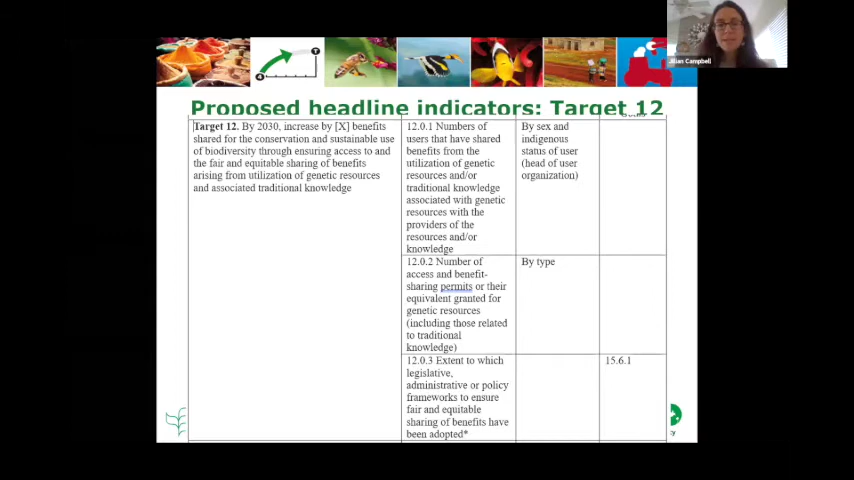 Jillian Campbell
Proposed headline indicators: Target 12
Target 12. By 2030, increase by [X] benefits
shared for the conservation and sustainable use
of biodiversity through ensuring access to and
the fair and equitable sharing of benefits
arising from utilization of genetic resources
and associated traditional knowledge
12.0.1 Numbers of
users that have shared
benefits from the
utilization of genetic
resources and/or
traditional knowledge
associated with genetic
resources with the
providers of the
resources and/or
knowledge
By sex and
indigenous
status of user
(head of user
organization)
12.0.2 Number of
access and benefit-
sharing permits or their
equivalent granted for
genetic resources
(including those related
to traditional
knowledge)
By type
12.0.3 Extent to which
legislative,
administrative or policy
frameworks to ensure
fair and equitable
sharing of benefits have
been adopted*
15.6.1